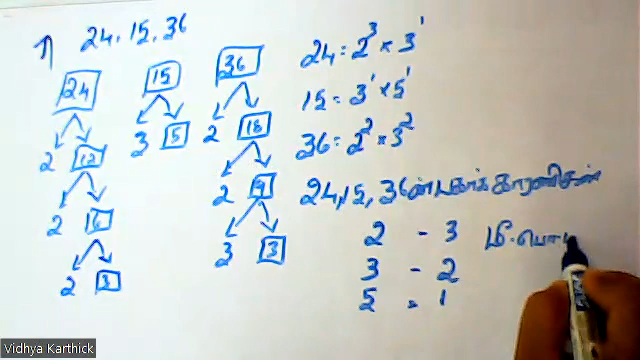 1) 24, 15, 36
24 15 36
2 12 3 5 2 18
2 6 2 9
2 3 3 3
24 = 2³ × 3¹
15 = 3¹ × 5¹
36 = 2² × 3²
24, 15, 36ன் பகாக் காரணிகள்
2 - 3 மீ.பொ
3 - 2
5 - 1
Vidhya Karthick